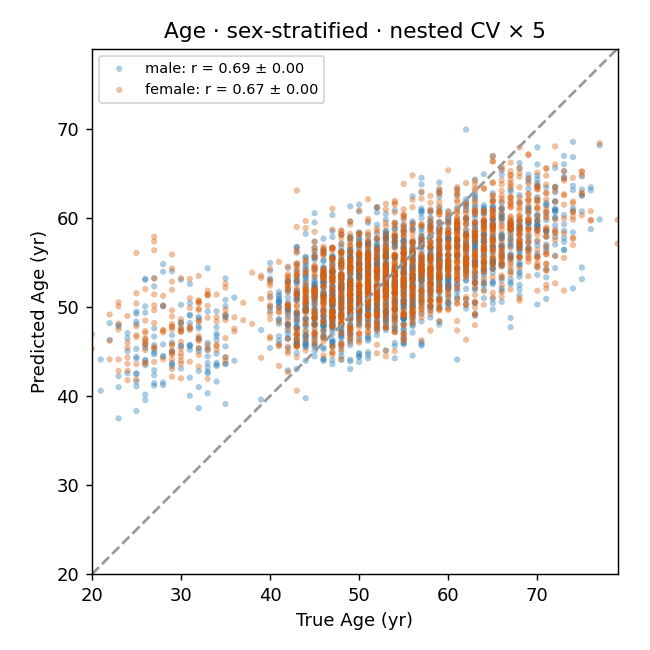 Age · sex-stratified · nested CV × 5
male: r = 0.69 ± 0.00
female: r = 0.67 ± 0.00
Predicted Age (yr)
70
60
50
40
30
20
20 30 40 50 60 70
True Age (yr)